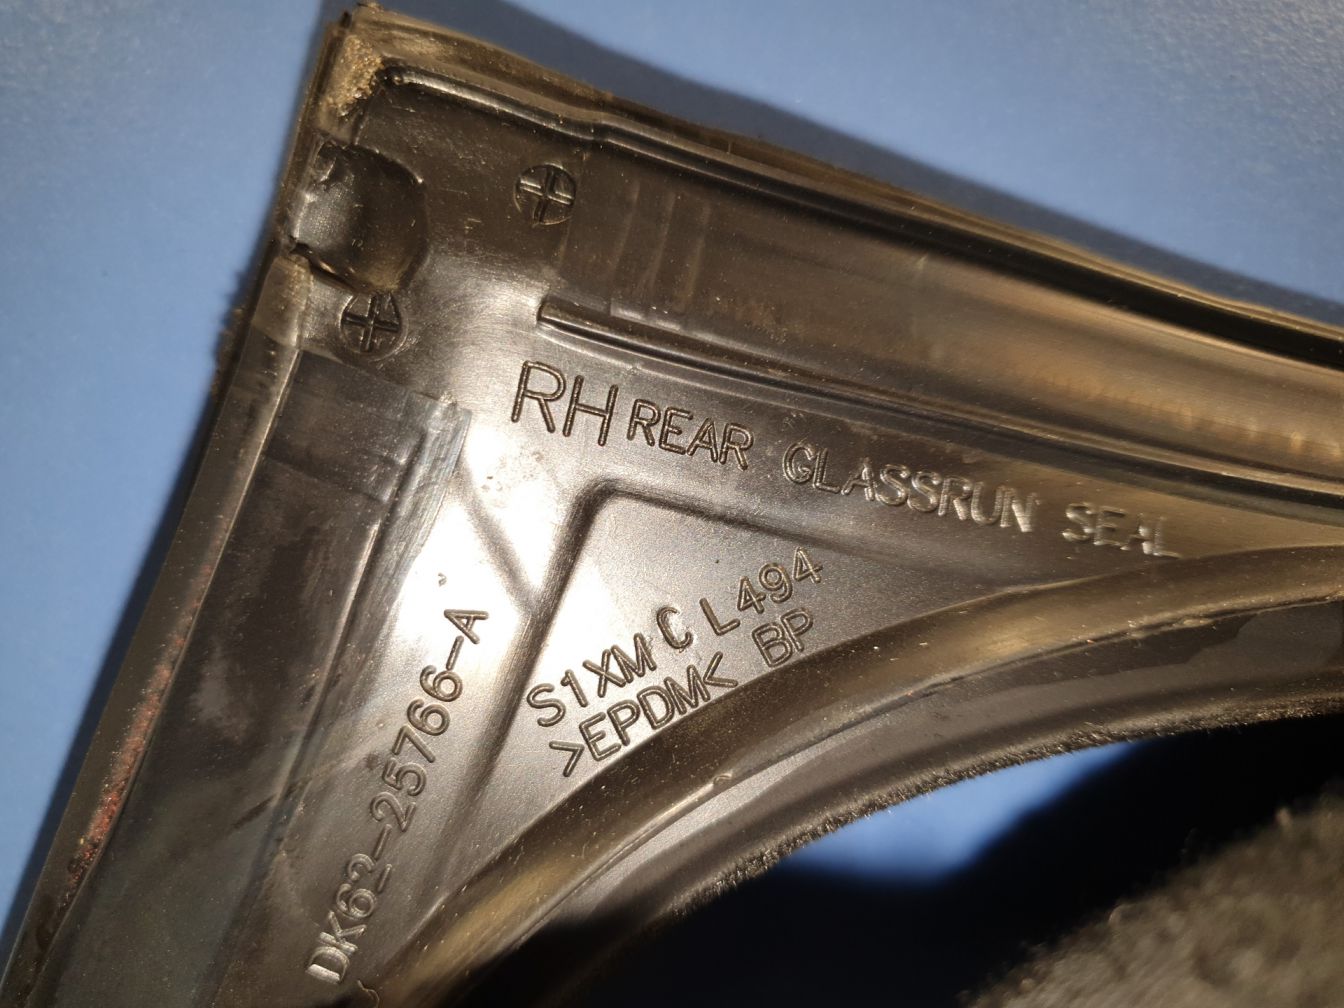 RH REAR GLASSRUN SEAL
S1XM C L494
>EPDM< BP
DK62-25766-A